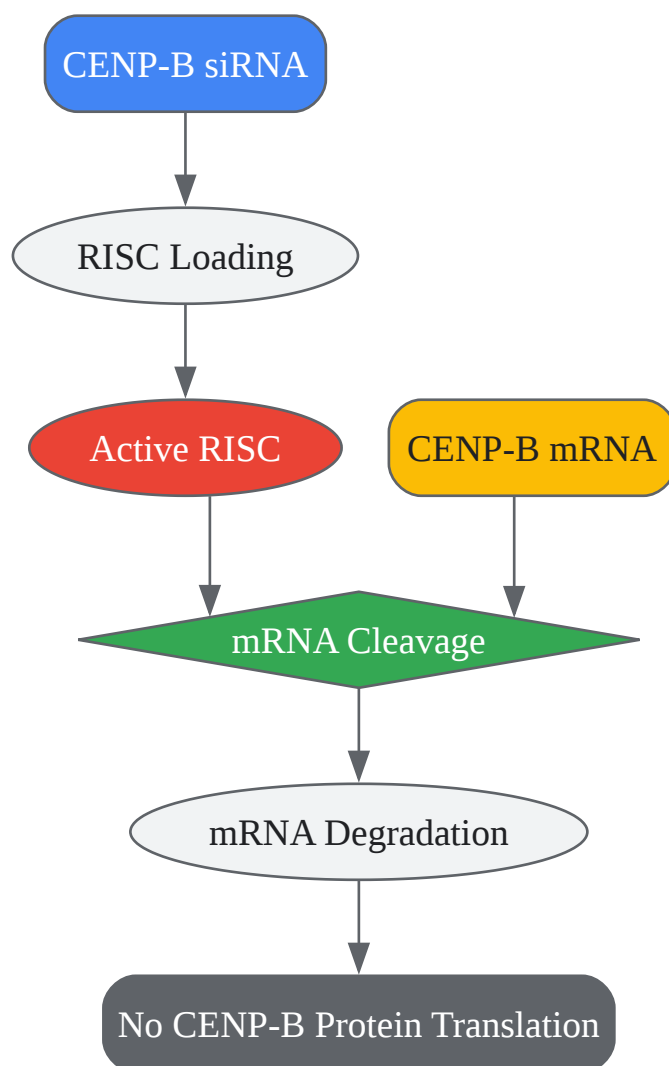 CENP-B siRNA
RISC Loading
Active RISC
CENP-B mRNA
mRNA Cleavage
mRNA Degradation
No CENP-B Protein Translation